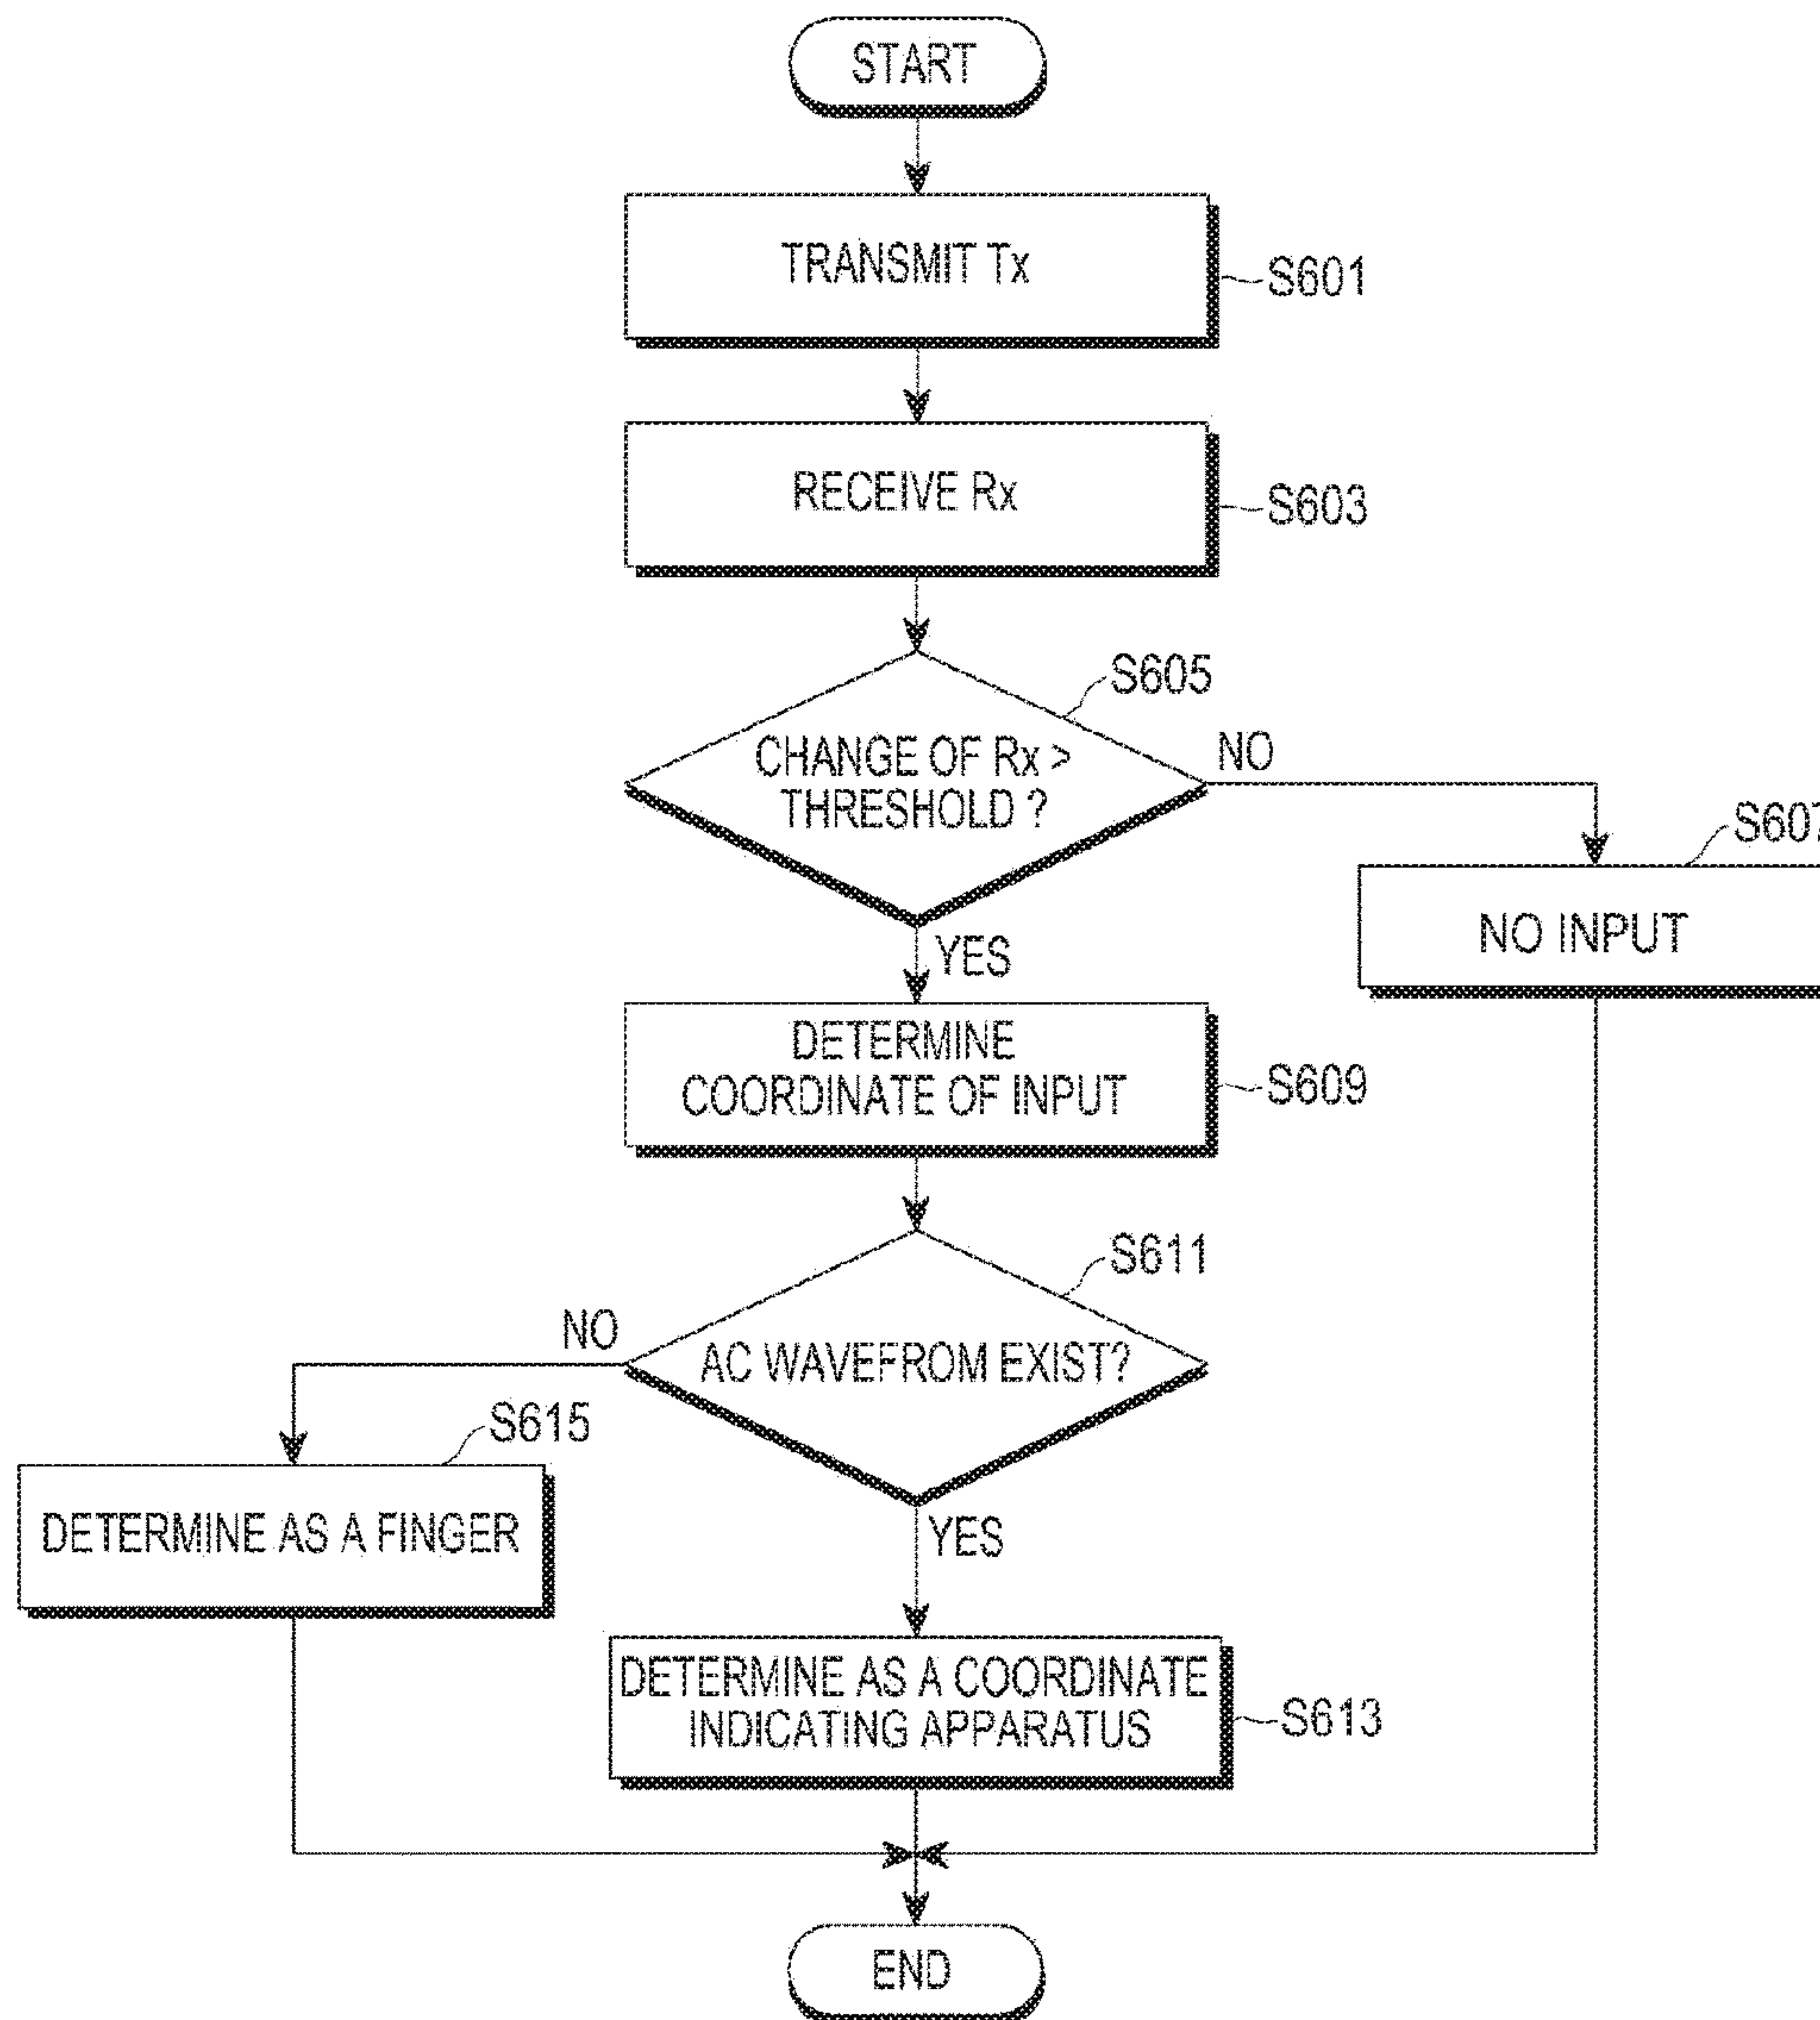 START
TRANSMIT Tx
S601
RECEIVE Rx
S603
S605
CHANGE OF Rx >
THRESHOLD ?
NO
YES
NO INPUT
DETERMINE
COORDINATE OF INPUT
S609
S611
AC WAVEFROM EXIST?
NO
YES
S615
DETERMINE AS A FINGER
DETERMINE AS A COORDINATE
INDICATING APPARATUS
S613
END